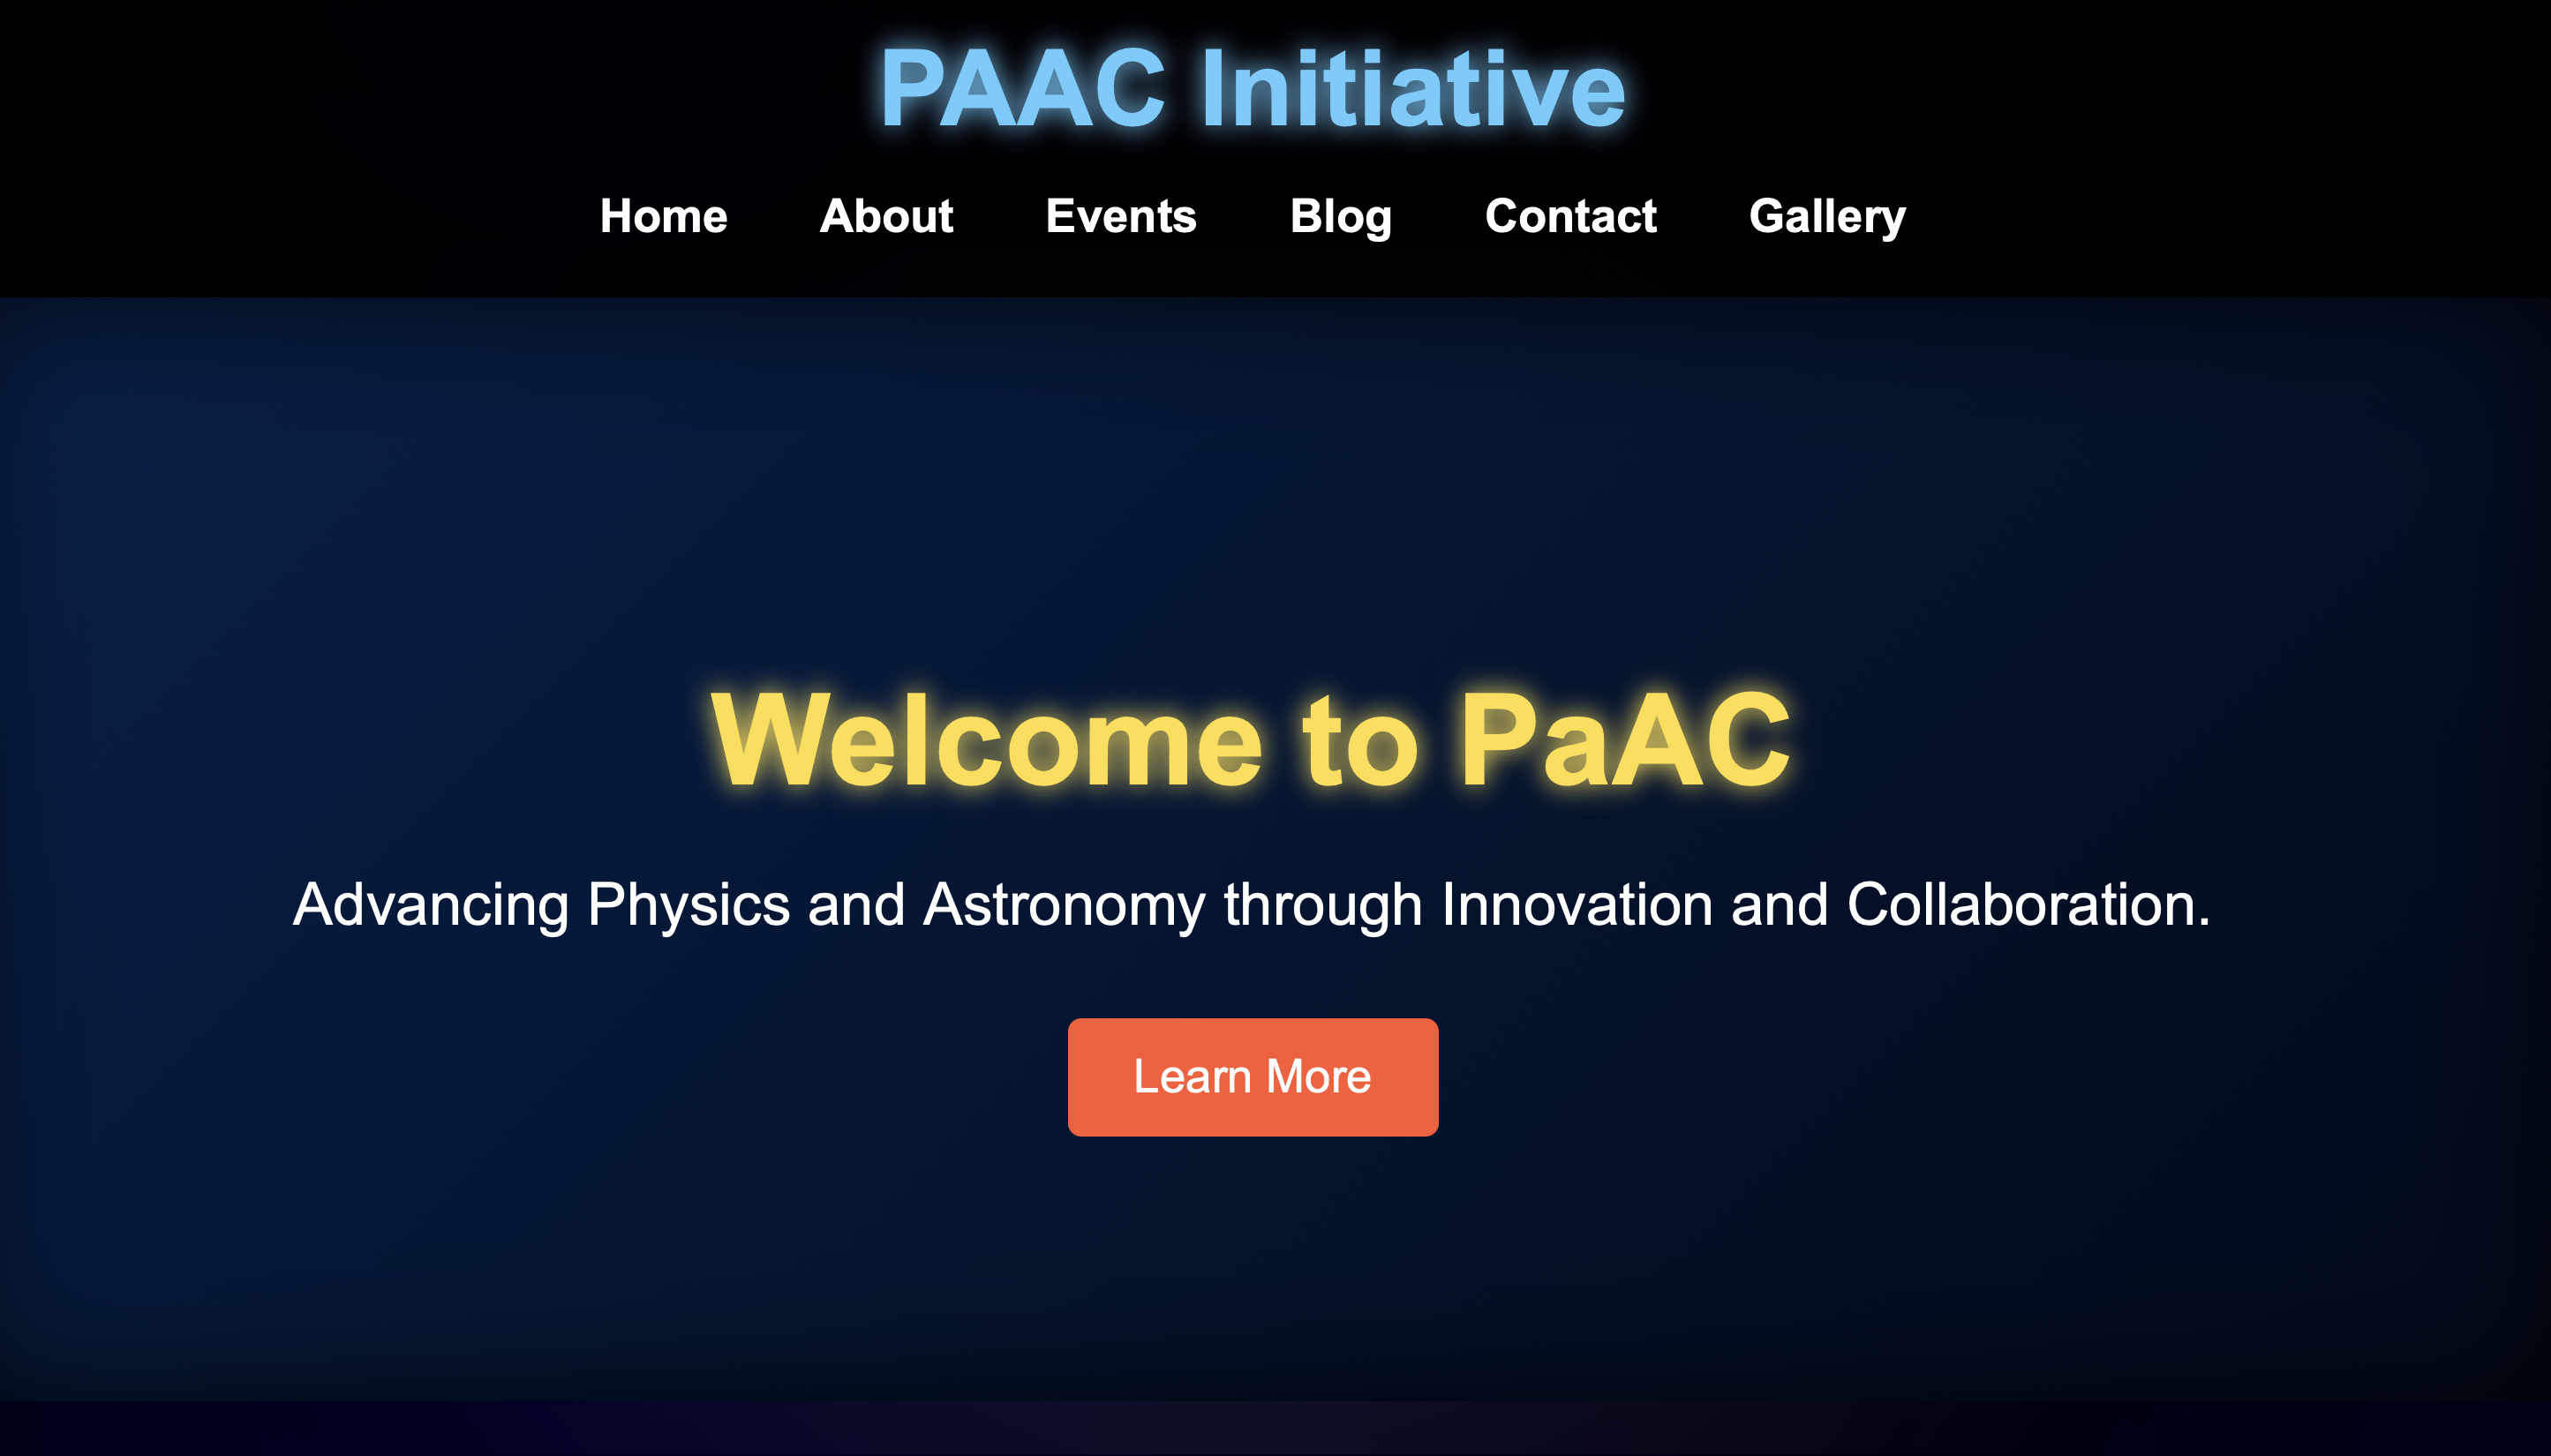 PAAC Initiative
Home About Events Blog Contact Gallery
Welcome to PaAC
Advancing Physics and Astronomy through Innovation and Collaboration.
Learn More